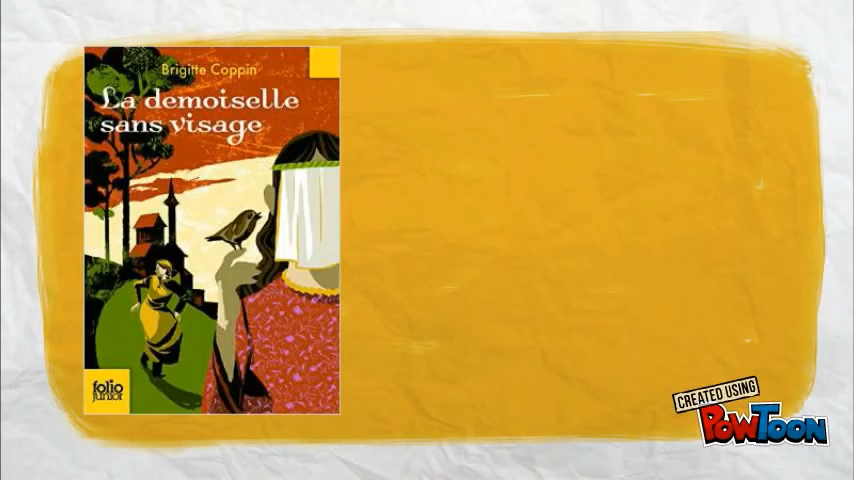 Brigitte Coppin
La demoiselle
sans visage
folio
junior
CREATED USING
POWTOON